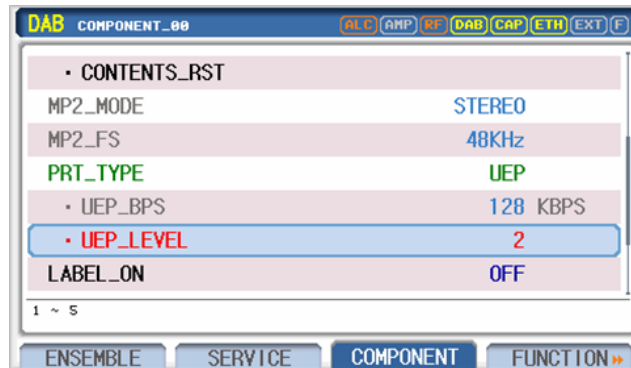 DAB COMPONENT_00 ALC AMP RF DAB CAP ETH EXT F
· CONTENTS_RST
MP2_MODE STEREO
MP2_FS 48KHz
PRT_TYPE UEP
· UEP_BPS 128 KBPS
· UEP_LEVEL 2
LABEL_ON OFF
1 ~ 5
ENSEMBLE SERVICE COMPONENT FUNCTION